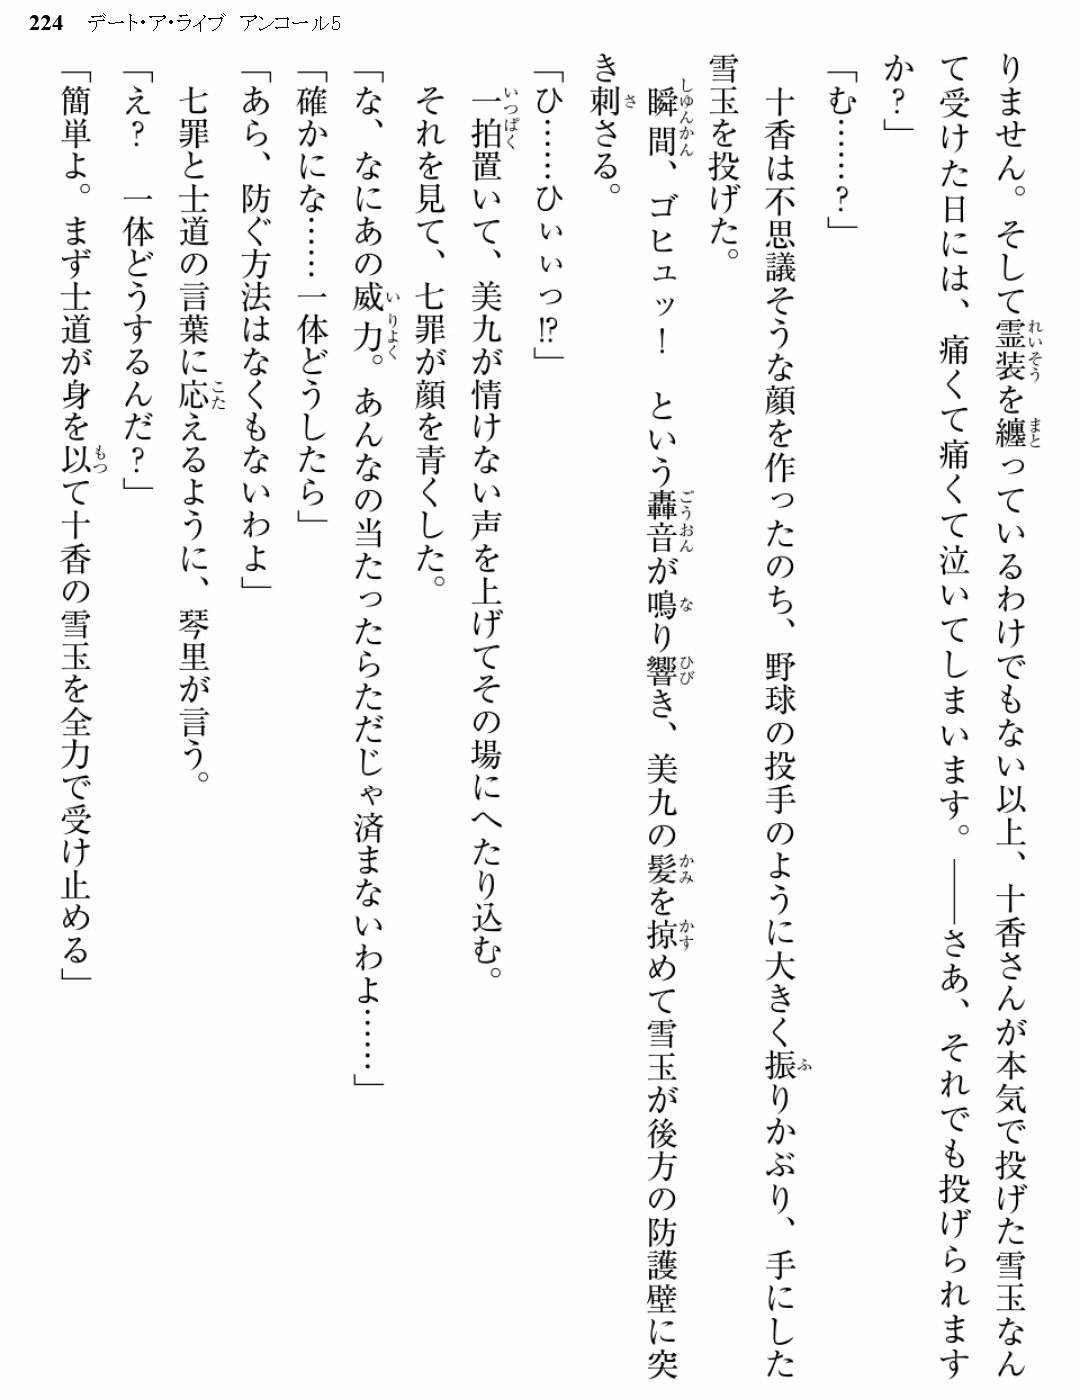 224 デート・ア・ライブ アンコール5
りません。そして霊装を纏っているわけでもない以上、十香さんが本気で投げた雪玉なん
て受けた日には、痛くて痛くて泣いてしまいます。――さあ、それでも投げられます
か？」
「む……？」
　十香は不思議そうな顔を作ったのち、野球の投手のように大きく振りかぶり、手にした
雪玉を投げた。
　瞬間、ゴヒュッ！　という轟音が鳴り響き、美九の髪を掠めて雪玉が後方の防護壁に突
き刺さる。
「ひ……ひぃぃっ!?」
　一拍置いて、美九が情けない声を上げてその場にへたり込む。
　それを見て、七罪が顔を青くした。
「な、なにあの威力。あんなの当たったらただじゃ済まないわよ……」
「確かにな……一体どうしたら」
「あら、防ぐ方法はなくもないわよ」
　七罪と士道の言葉に応えるように、琴里が言う。
「え？　一体どうするんだ？」
「簡単よ。まず士道が身を以て十香の雪玉を全力で受け止める」